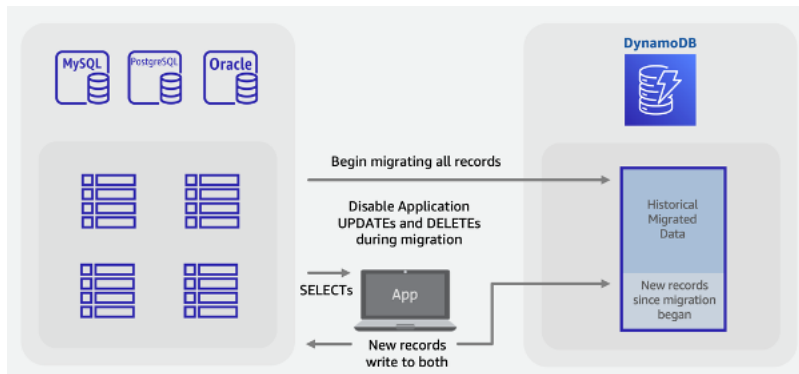 MySQL
PostgreSQL
Oracle
DynamoDB
Begin migrating all records
Disable Application
UPDATEs and DELETEs
during migration
SELECTs
App
New records
write to both
Historical
Migrated
Data
New records
since migration
began